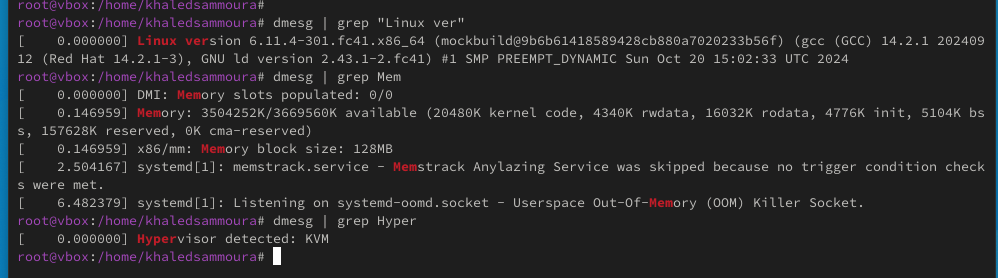 root@vbox:/home/khaledsammoura#
root@vbox:/home/khaledsammoura# dmesg | grep "Linux ver"
[    0.000000] Linux version 6.11.4-301.fc41.x86_64 (mockbuild@9b6b61418589428cb880a7020233b56f) (gcc (GCC) 14.2.1 202409
12 (Red Hat 14.2.1-3), GNU ld version 2.43.1-2.fc41) #1 SMP PREEMPT_DYNAMIC Sun Oct 20 15:02:33 UTC 2024
root@vbox:/home/khaledsammoura# dmesg | grep Mem
[    0.000000] DMI: Memory slots populated: 0/0
[    0.146959] Memory: 3504252K/3669560K available (20480K kernel code, 4340K rwdata, 16032K rodata, 4776K init, 5104K bs
s, 157628K reserved, 0K cma-reserved)
[    0.146959] x86/mm: Memory block size: 128MB
[    2.504167] systemd[1]: memstrack.service - Memstrack Anylazing Service was skipped because no trigger condition check
s were met.
[    6.482379] systemd[1]: Listening on systemd-oomd.socket - Userspace Out-Of-Memory (OOM) Killer Socket.
root@vbox:/home/khaledsammoura# dmesg | grep Hyper
[    0.000000] Hypervisor detected: KVM
root@vbox:/home/khaledsammoura#